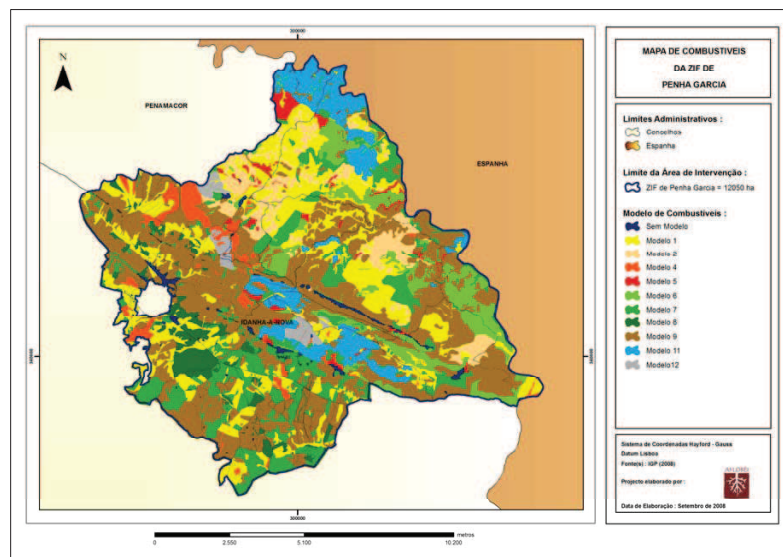 300000
N
PENAMACOR
ESPANHA
IDANHA-A-NOVA
300000
metros
0 2.550 5.100 10.200
MAPA DE COMBUSTIVEIS
DA ZIF DE
PENHA GARCIA
Limites Administrativos :
Concelhos
Espanha
Limite da Área de Intervenção :
ZIF de Penha Garcia = 12050 ha
Modelo de Combustíveis :
Sem Modelo
Modelo 1
Modelo 2
Modelo 4
Modelo 5
Modelo 6
Modelo 7
Modelo 8
Modelo 9
Modelo 11
Modelo12
Sistema de Coordenadas Hayford - Gauss
Datum Lisboa
Fonte(s) : IGP (2008)
Projecto elaborado por :
Data de Elaboração : Setembro de 2008